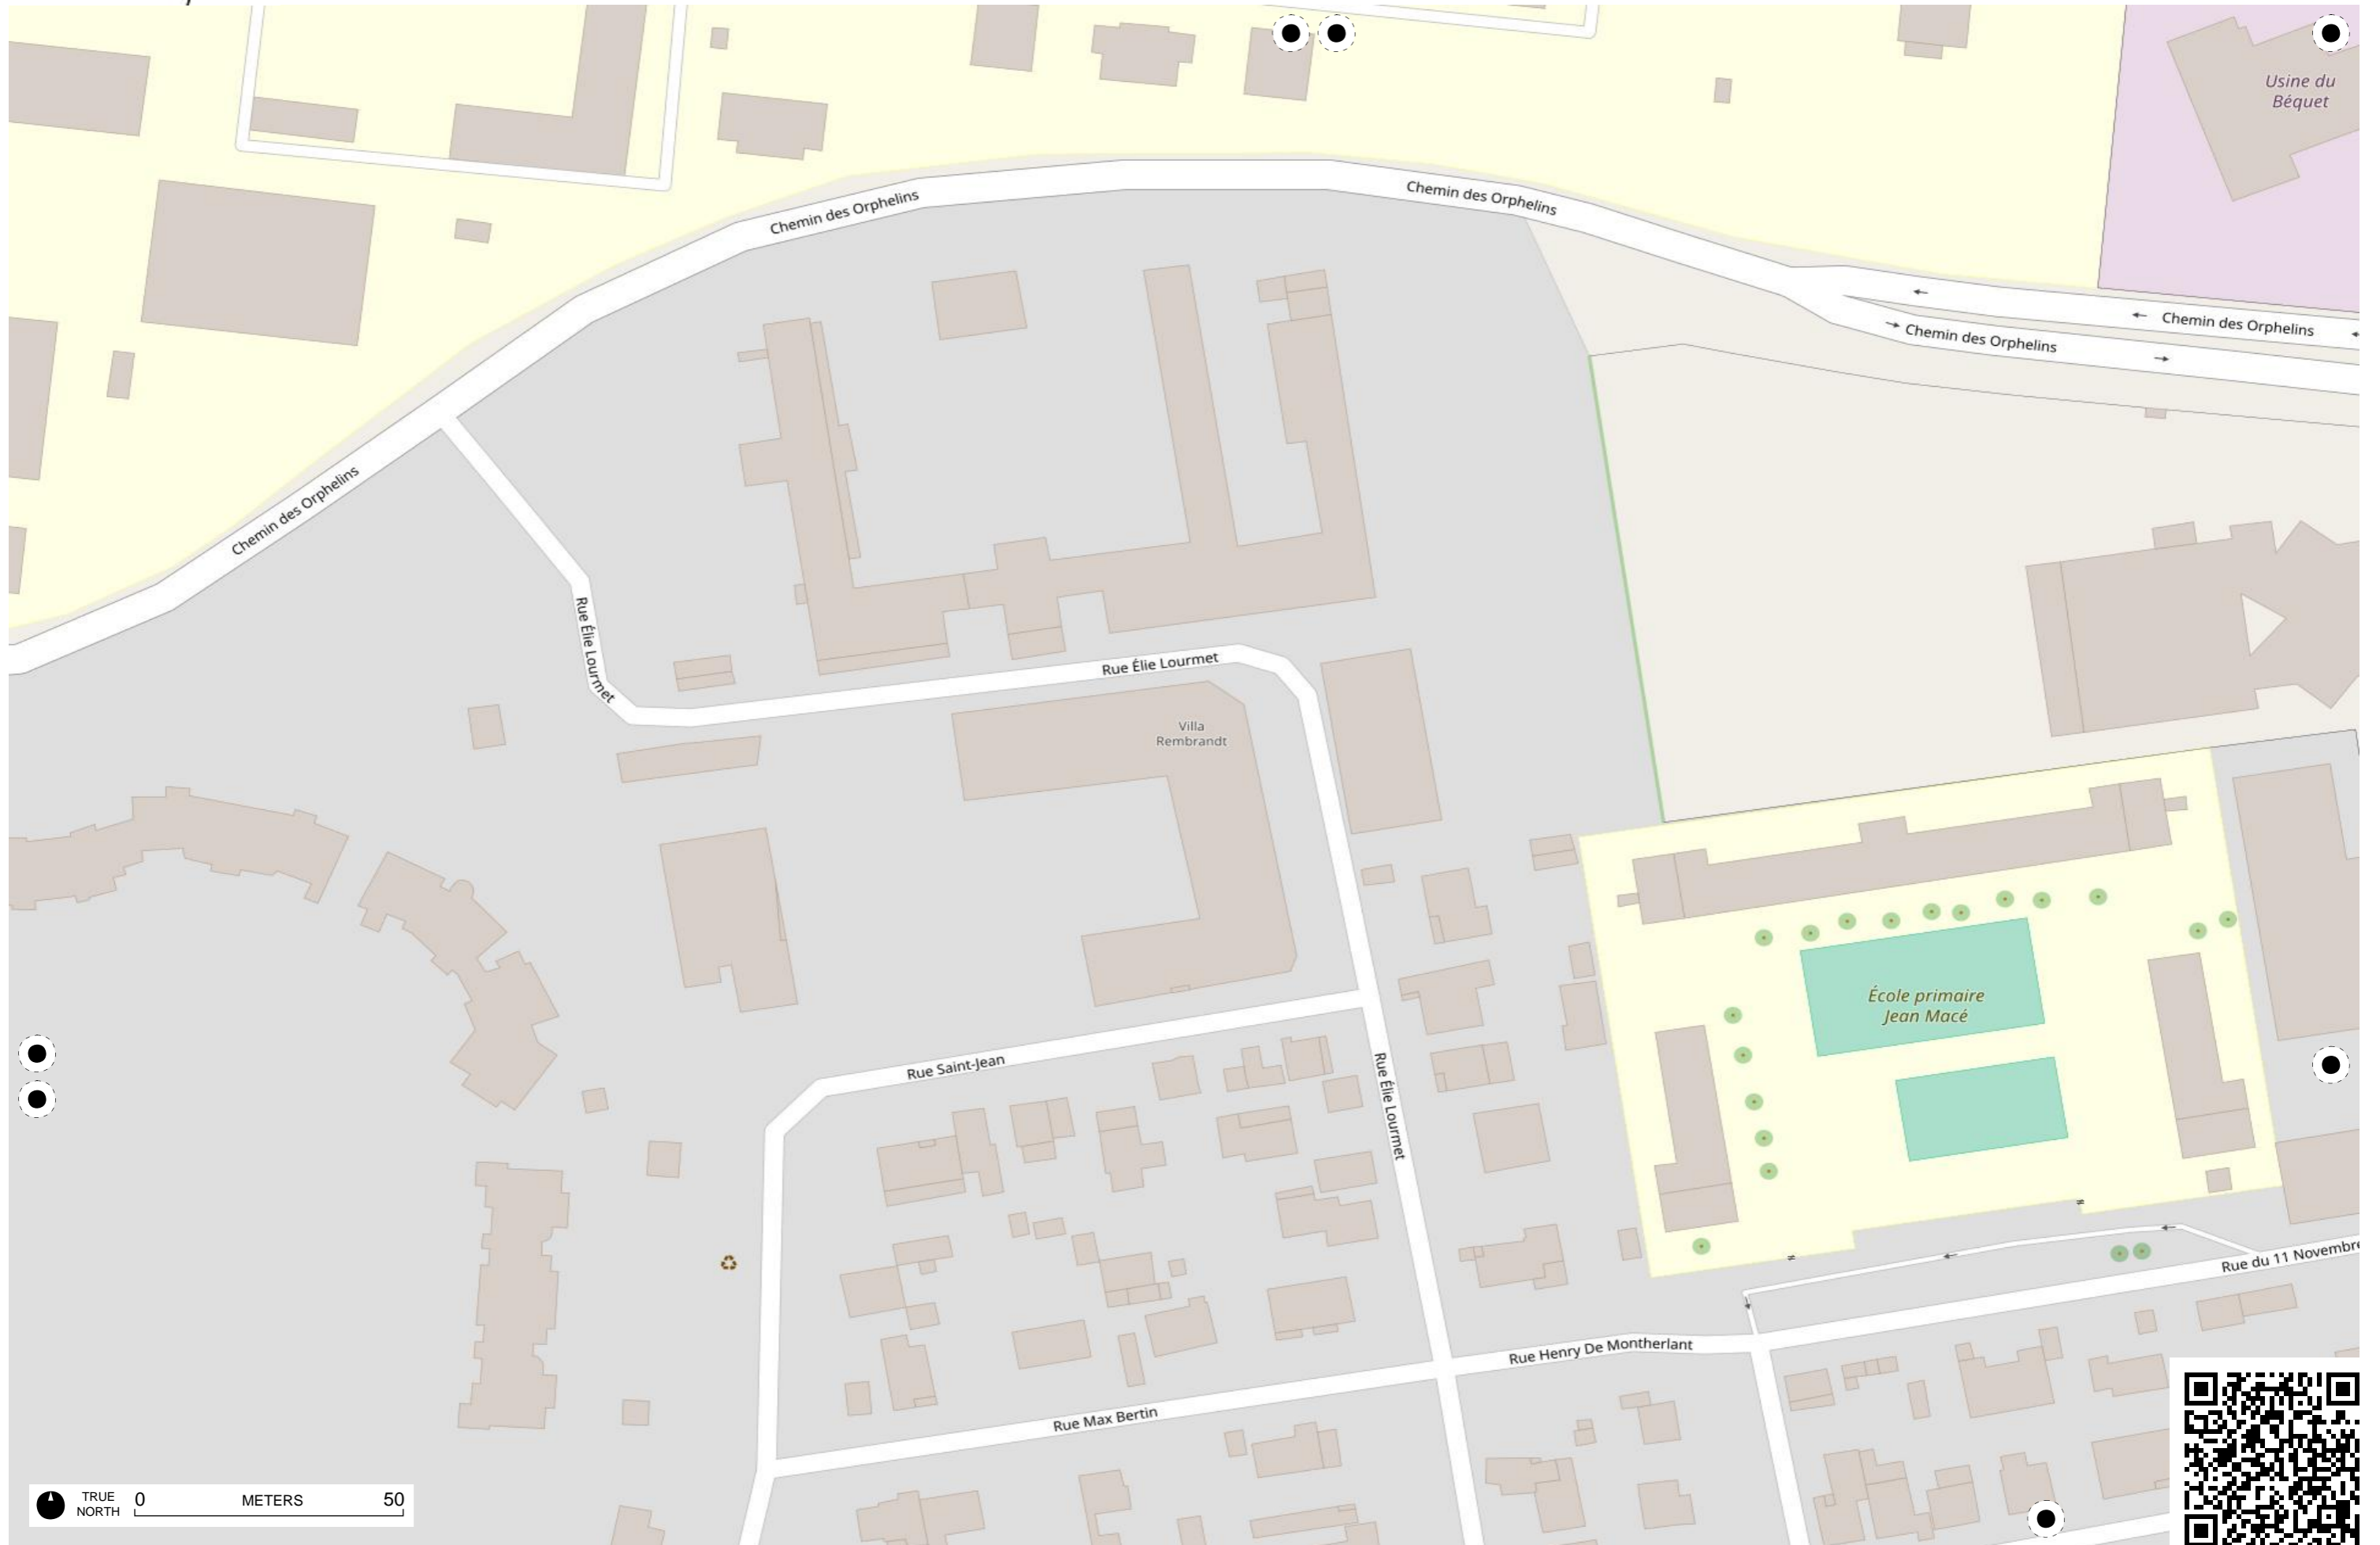 Usine du
Béquet
Chemin des Orphelins
Chemin des Orphelins
Chemin des Orphelins
Chemin des Orphelins
Chemin des Orphelins
Rue Élie Lourmet
Rue Élie Lourmet
Villa
Rembrandt
École primaire
Jean Macé
Rue Saint-Jean
Rue Élie Lourmet
Rue du 11 Novembre
Rue Henry De Montherlant
Rue Max Bertin
TRUE
NORTH
0 METERS 50